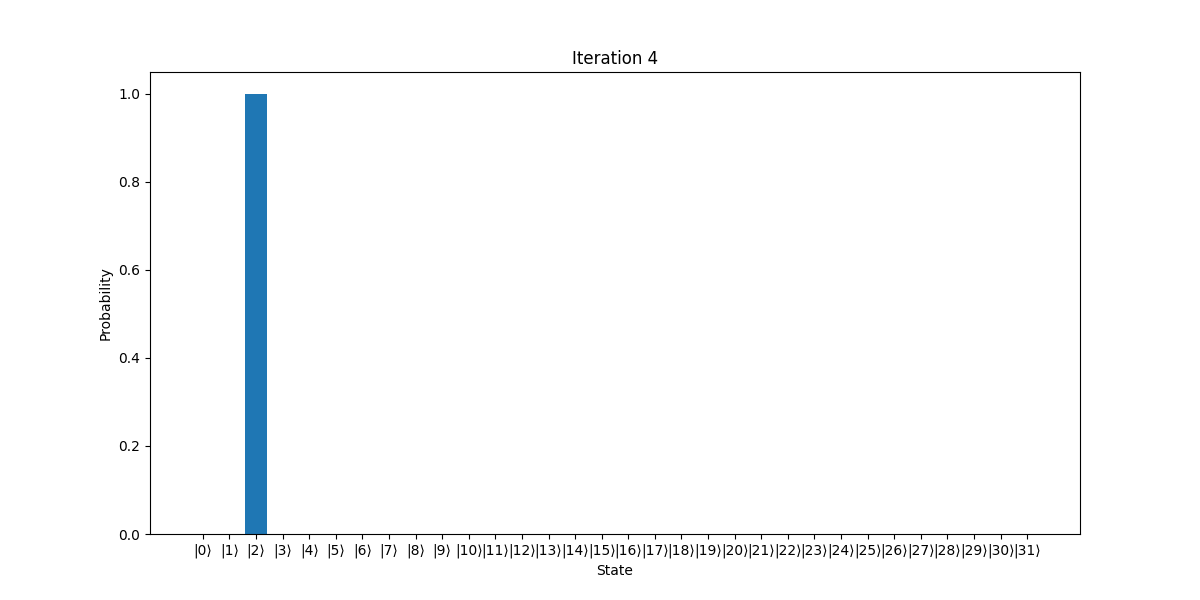 Iteration 4
Probability
1.0
0.8
0.6
0.4
0.2
0.0
|0⟩ |1⟩ |2⟩ |3⟩ |4⟩ |5⟩ |6⟩ |7⟩ |8⟩ |9⟩ |10⟩ |11⟩ |12⟩ |13⟩ |14⟩ |15⟩ |16⟩ |17⟩ |18⟩ |19⟩ |20⟩ |21⟩ |22⟩ |23⟩ |24⟩ |25⟩ |26⟩ |27⟩ |28⟩ |29⟩ |30⟩ |31⟩
State